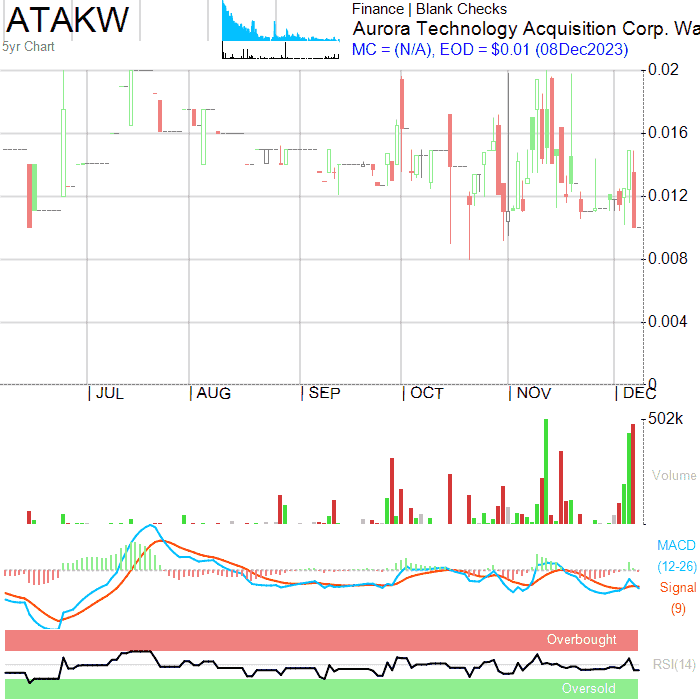 ATAKW
5yr Chart
Finance | Blank Checks
Aurora Technology Acquisition Corp. Wa
MC = (N/A), EOD = $0.01 (08Dec2023)
0.02
0.016
0.012
0.008
0.004
0
JUL AUG SEP OCT NOV DEC
502k
Volume
MACD
(12-26)
Signal
(9)
Overbought
RSI(14)
Oversold